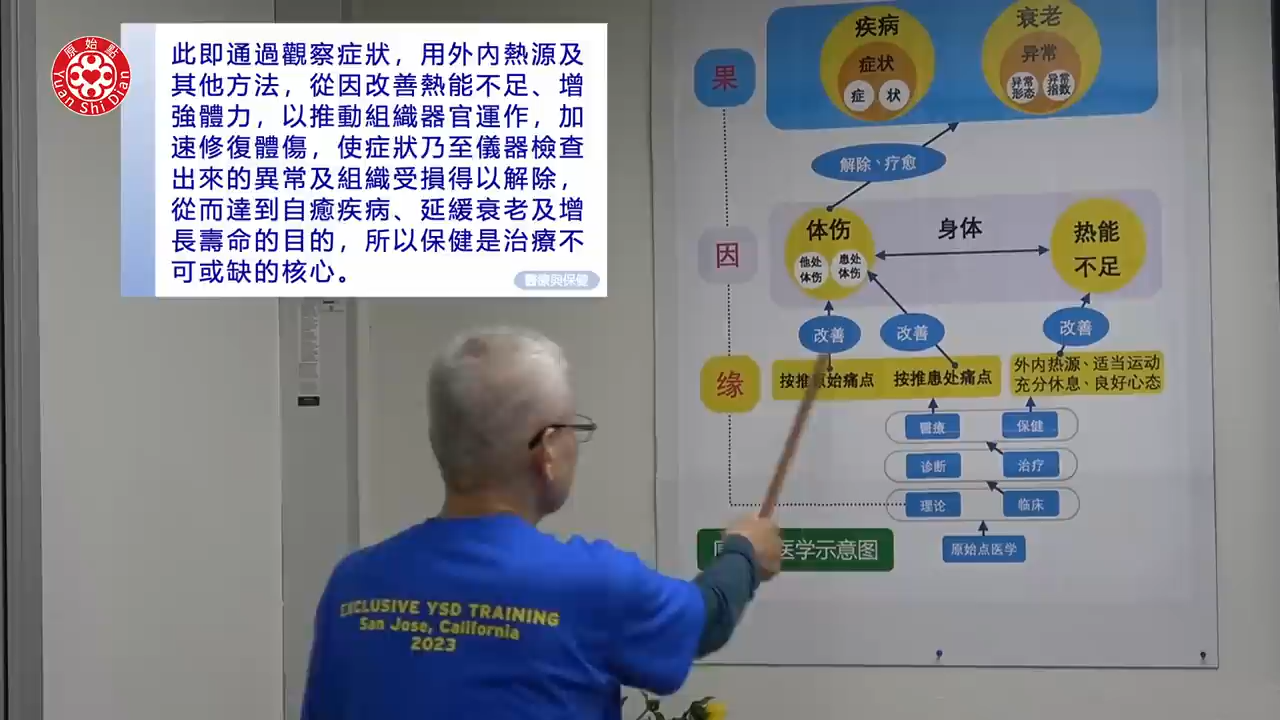 原始點
Yuan Shi Dian
此即通過觀察症狀，用外內熱源及
其他方法，從因改善熱能不足、增
強體力，以推動組織器官運作，加
速修復體傷，使症狀乃至儀器檢查
出來的異常及組織受損得以解除，
從而達到自癒疾病、延緩衰老及增
長壽命的目的，所以保健是治療不
可或缺的核心。
醫療與保健
果
疾病
症状
症 状
衰老
异常
异常
形态
异常
指数
解除、疗愈
因
体伤
他处
体伤
患处
体伤
身体
热能
不足
改善
改善
改善
缘
按推原始痛点
按推患处痛点
外内热源、适当运动
充分休息、良好心态
醫療
保健
诊断
治疗
理论
临床
医学示意图
原始点医学
EXCLUSIVE YSD TRAINING
San Jose, California
2023